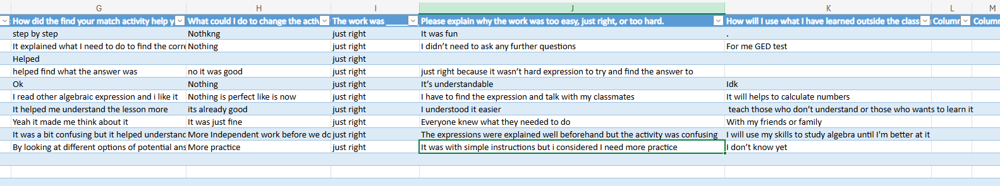 G H I J K L M
How did the find your match activity help y What could I do to change the activ The work was ______ Please explain why the work was too easy, just right, or too hard. How will I use what I have learned outside the class Column Column
step by step Nothkng just right It was fun .
It explained what I need to do to find the corre Nothing just right I didn't need to ask any further questions For me GED test
Helped just right
helped find what the answer was no it was good just right just right because it wasn't hard expression to try and find the answer to
Ok Nothing just right It's understandable Idk
I read other algebraic expression and i like it Nothing is perfect like is now just right I have to find the expression and talk with my classmates It will helps to calculate numbers
It helped me understand the lesson more its already good just right I understood it easier teach those who don't understand or those who wants to learn it
Yeah it made me think about it It was just fine just right Everyone knew what they needed to do With my friends or family
It was a bit confusing but it helped understanc More Independent work before we do just right The expressions were explained well beforehand but the activity was confusing I will use my skills to study algebra until I'm better at it
By looking at different options of potential ans More practice just right It was with simple instructions but i considered I need more practice I don't know yet